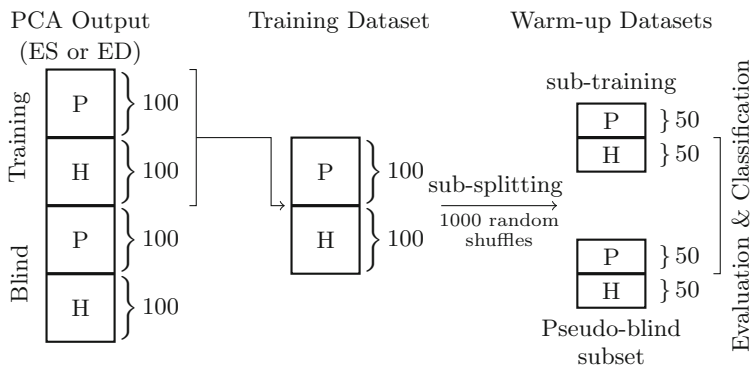 PCA Output
(ES or ED)
Training
P
100
H
100
Blind
P
100
H
100
Training Dataset
P
100
H
100
sub-splitting
1000 random
shuffles
Warm-up Datasets
sub-training
P
50
H
50
P
50
H
50
Pseudo-blind
subset
Evaluation & Classification